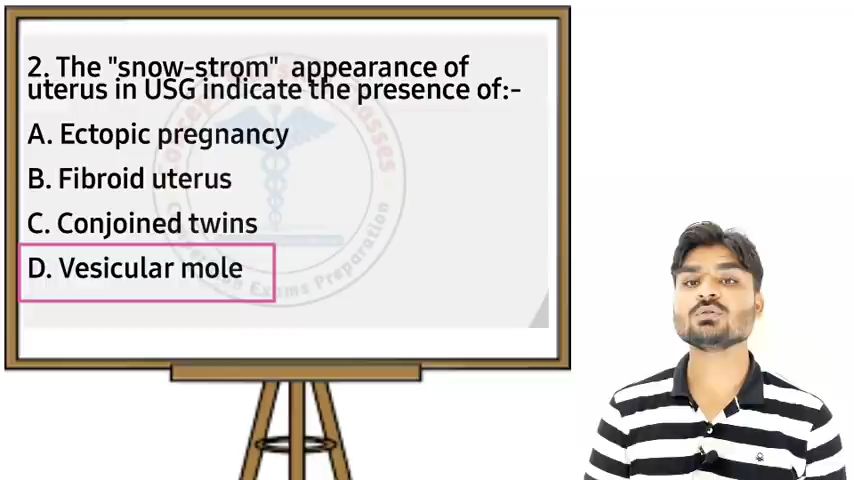 2. The "snow-strom" appearance of
uterus in USG indicate the presence of:-
A. Ectopic pregnancy
B. Fibroid uterus
C. Conjoined twins
D. Vesicular mole